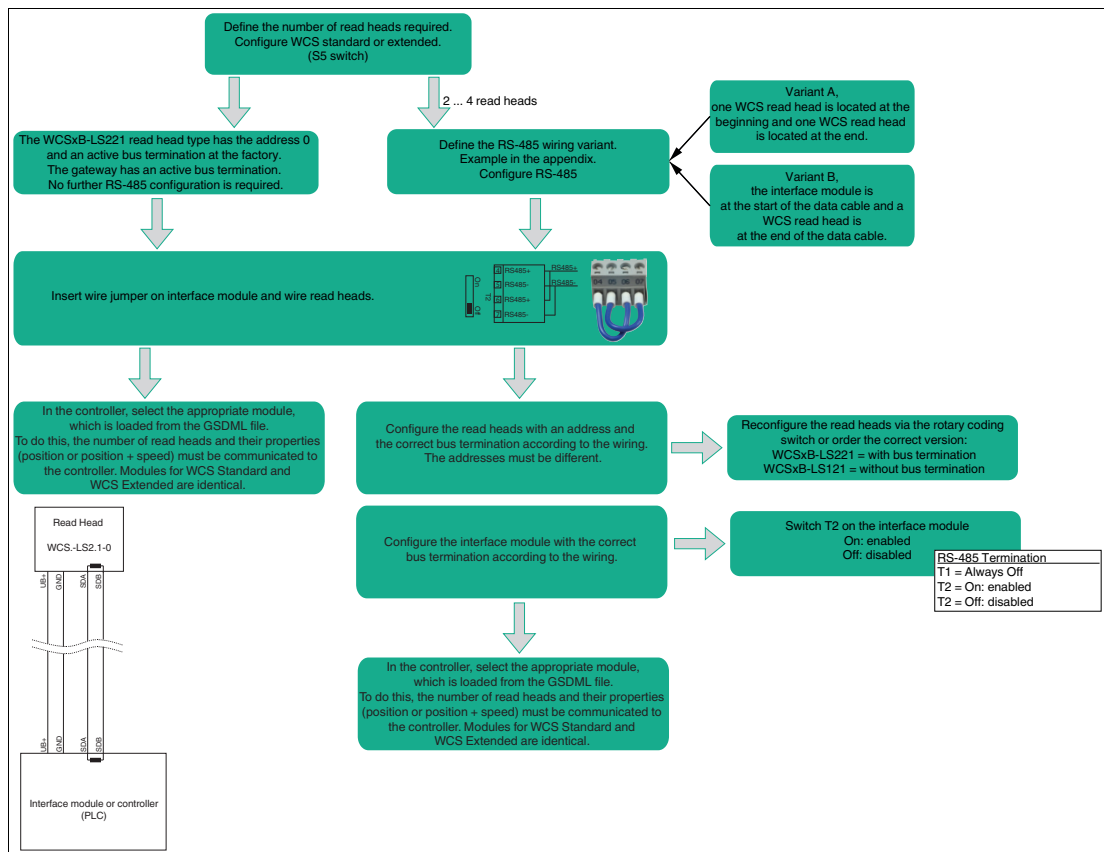 Define the number of read heads required.
Configure WCS standard or extended.
(S5 switch)
2 ... 4 read heads
Variant A,
one WCS read head is located at the
beginning and one WCS read head
is located at the end.
The WCSxB-LS221 read head type has the address 0
and an active bus termination at the factory.
The gateway has an active bus termination.
No further RS-485 configuration is required.
Define the RS-485 wiring variant.
Example in the appendix.
Configure RS-485
Variant B,
the interface module is
at the start of the data cable and a
WCS read head is
at the end of the data cable.
Insert wire jumper on interface module and wire read heads.
On
Off
T2
4 RS485+
5 RS485-
6 RS485+
7 RS485-
RS485+
RS485-
04 05 06 07
In the controller, select the appropriate module,
which is loaded from the GSDML file.
To do this, the number of read heads and their properties
(position or position + speed) must be communicated to
the controller. Modules for WCS Standard and
WCS Extended are identical.
Configure the read heads with an address and
the correct bus termination according to the wiring.
The addresses must be different.
Reconfigure the read heads via the rotary coding
switch or order the correct version:
WCSxB-LS221 = with bus termination
WCSxB-LS121 = without bus termination
Configure the interface module with the correct
bus termination according to the wiring.
Switch T2 on the interface module
On: enabled
Off: disabled
RS-485 Termination
T1 = Always Off
T2 = On: enabled
T2 = Off: disabled
In the controller, select the appropriate module,
which is loaded from the GSDML file.
To do this, the number of read heads and their properties
(position or position + speed) must be communicated to
the controller. Modules for WCS Standard and
WCS Extended are identical.
Read Head
WCS.-LS2.1-0
UB+
GND
SDA
SDB
UB+
GND
SDA
SDB
Interface module or controller
(PLC)